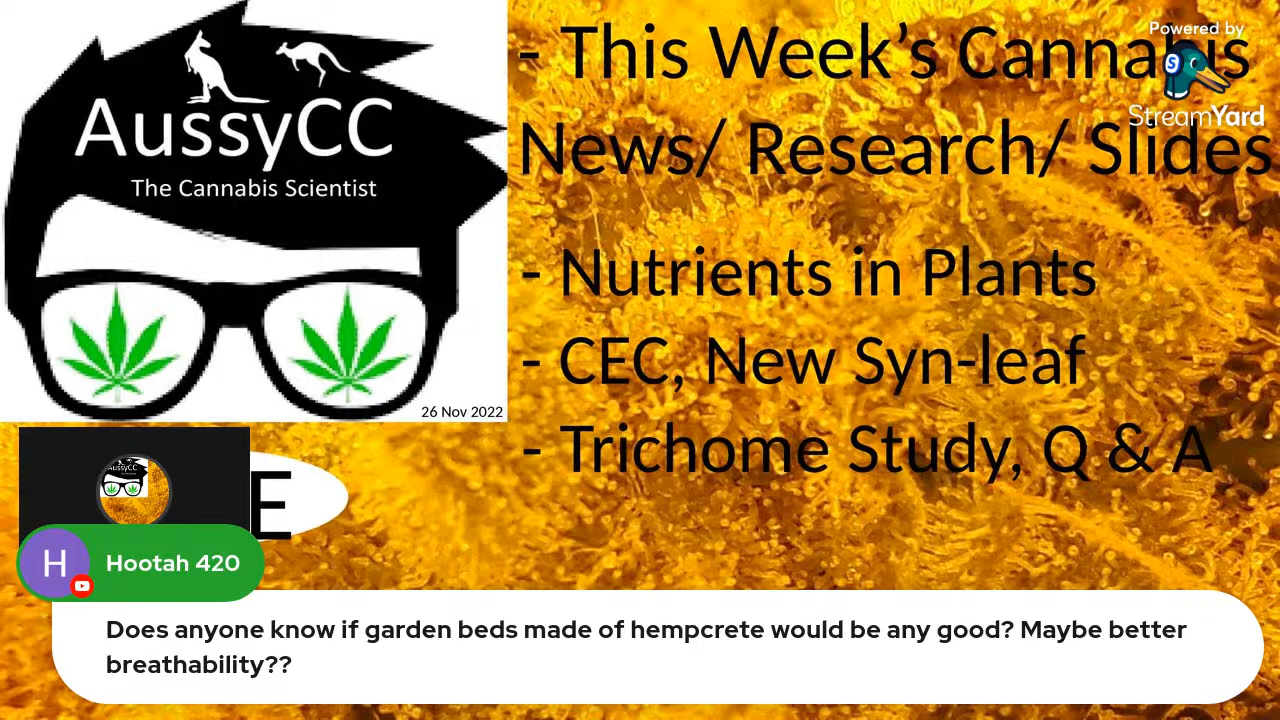 AussyCC
The Cannabis Scientist
26 Nov 2022
- This Week's Cannabis
News/ Research/ Slides
- Nutrients in Plants
- CEC, New Syn-leaf
- Trichome Study, Q & A
Powered by
S
StreamYard
E
H
Hootah 420
Does anyone know if garden beds made of hempcrete would be any good? Maybe better
breathability??